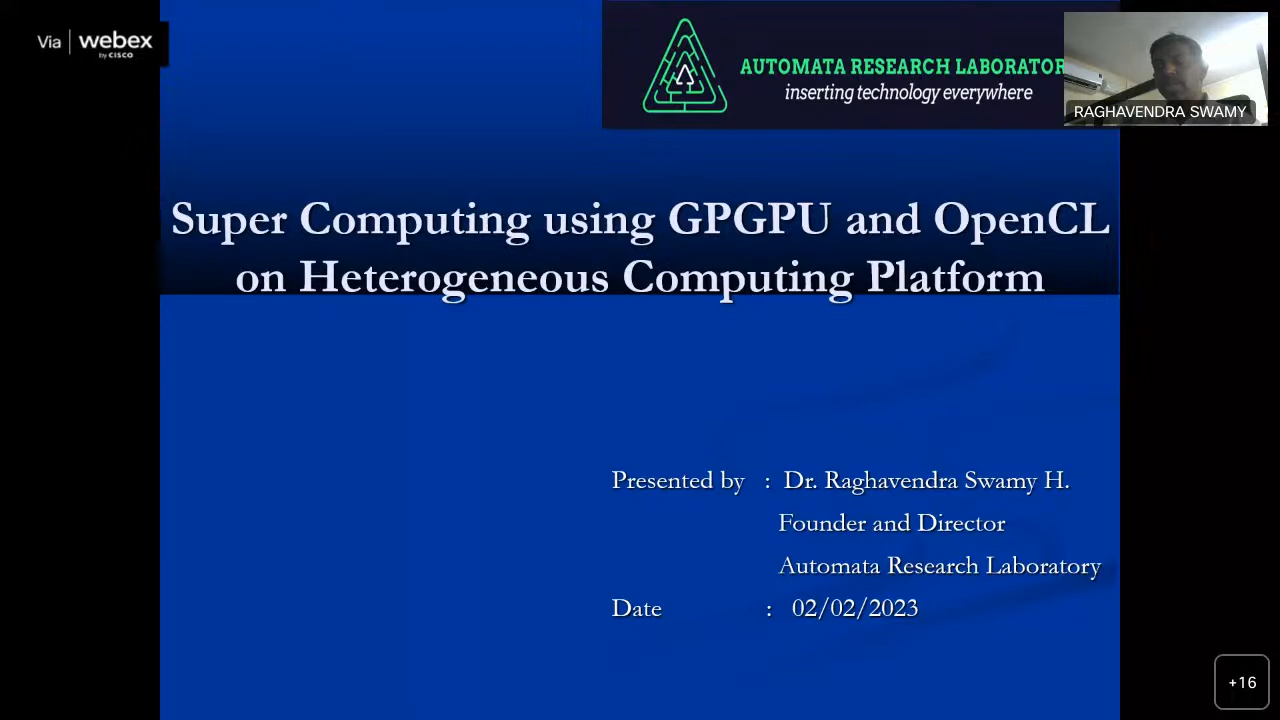 Via webex
by CISCO
AUTOMATA RESEARCH LABORATOR
inserting technology everywhere
RAGHAVENDRA SWAMY
Super Computing using GPGPU and OpenCL
on Heterogeneous Computing Platform
Presented by : Dr. Raghavendra Swamy H.
Founder and Director
Automata Research Laboratory
Date : 02/02/2023
+16